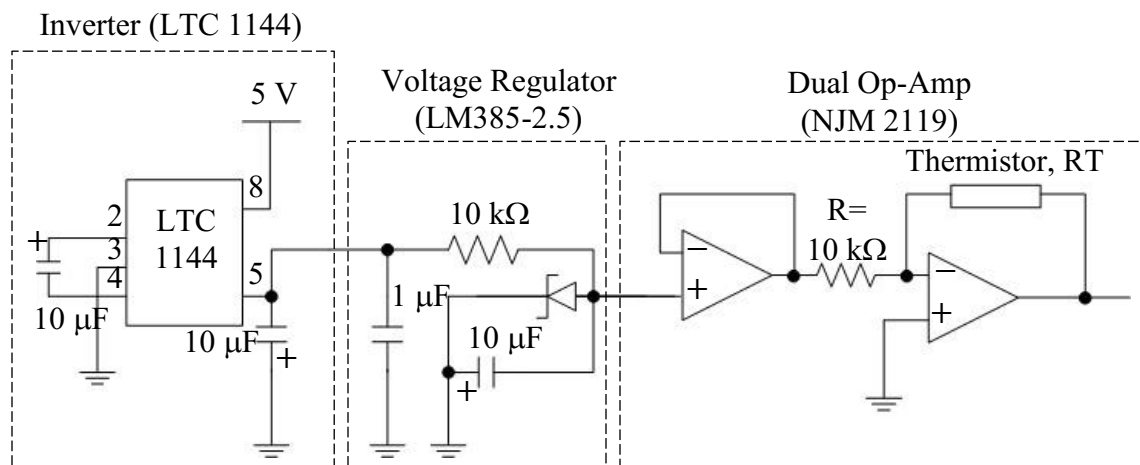 Inverter (LTC 1144)
5 V
8
2
3
4
LTC
1144
5
+
10 μF
10 μF
+
Voltage Regulator
(LM385-2.5)
10 kΩ
1 μF
10 μF
+
Dual Op-Amp
(NJM 2119)
Thermistor, RT
R=
10 kΩ
−
+
−
+